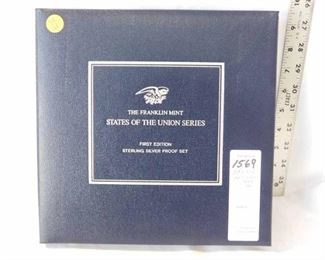 THE FRANKLIN MINT
STATES OF THE UNION SERIES
FIRST EDITION
STERLING SILVER PROOF SET
1569